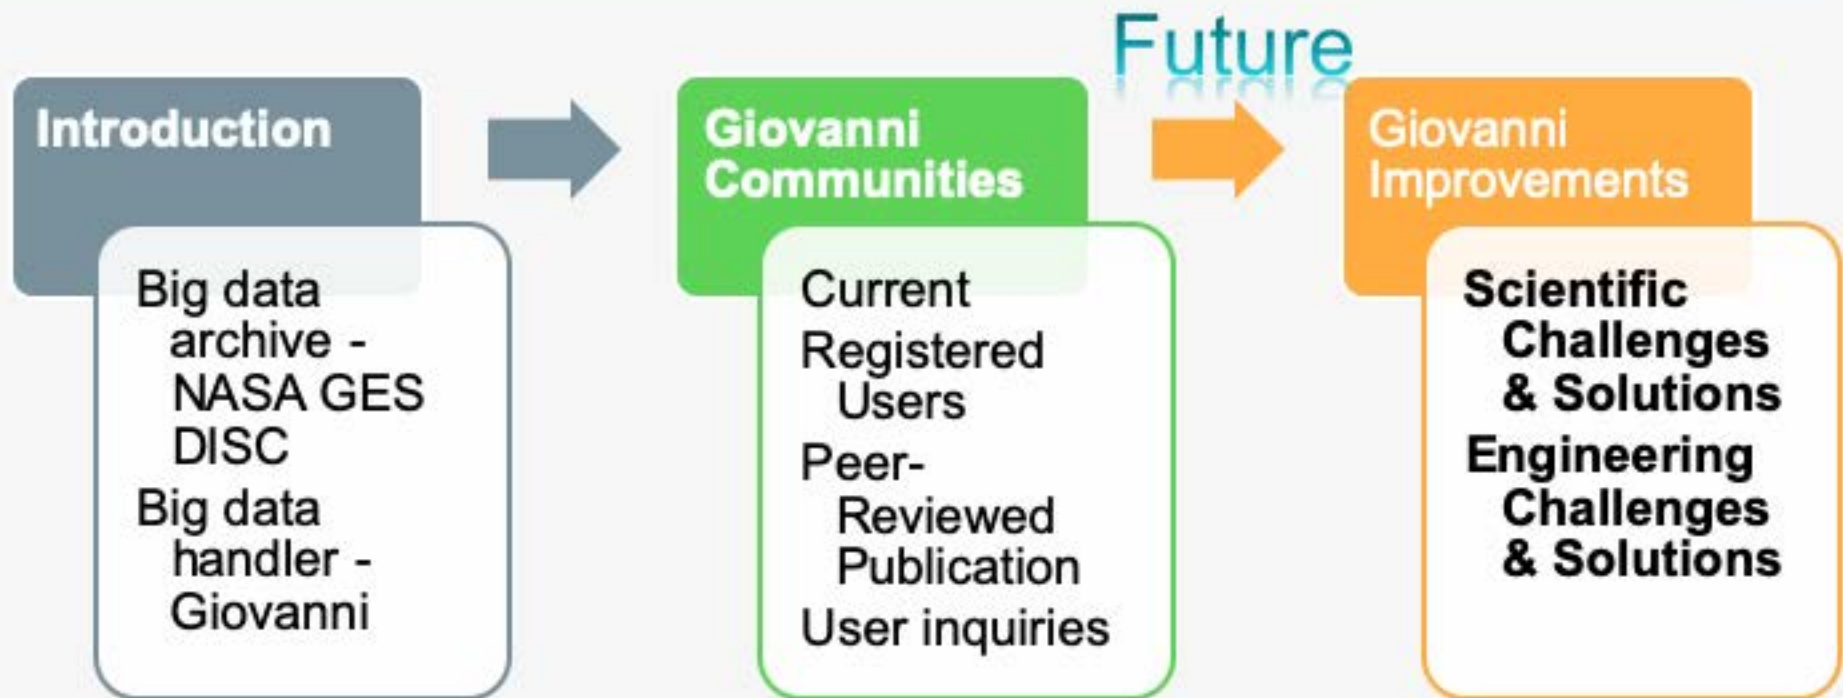 Future
Introduction
Big data
archive -
NASA GES
DISC
Big data
handler -
Giovanni
Giovanni
Communities
Current
Registered
Users
Peer-
Reviewed
Publication
User inquiries
Giovanni
Improvements
Scientific
Challenges
& Solutions
Engineering
Challenges
& Solutions